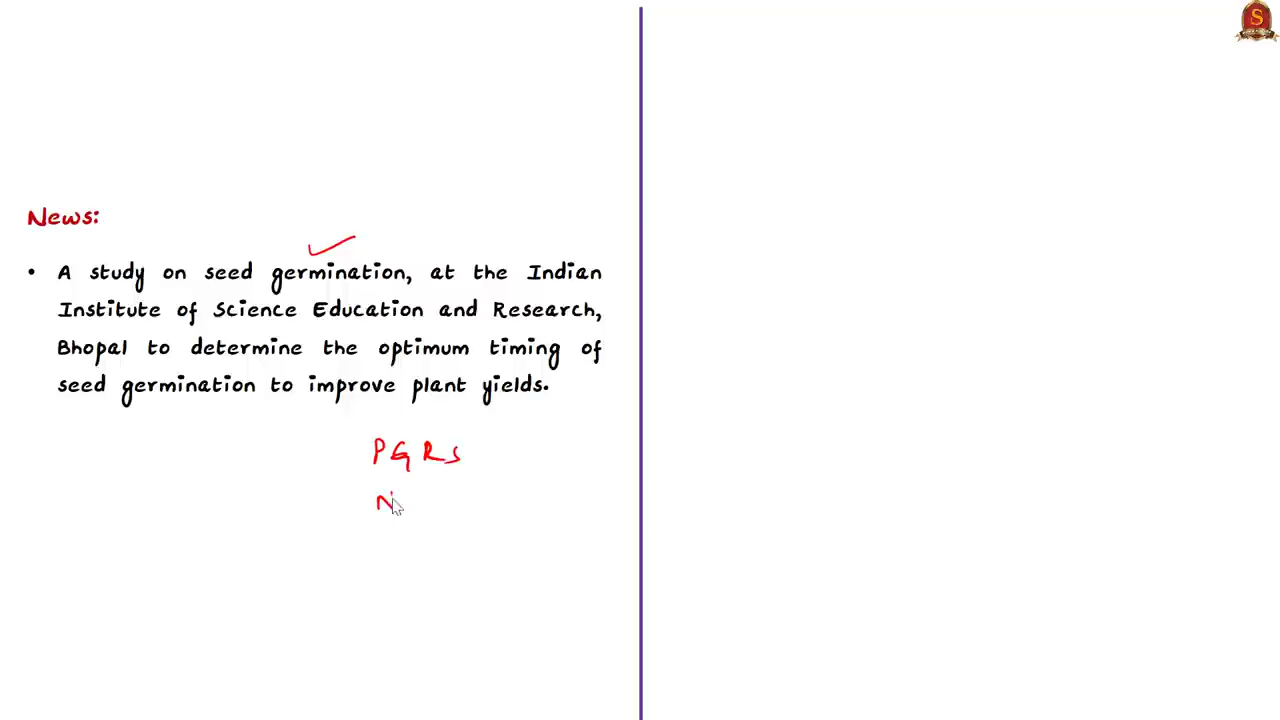 News:
• A study on seed germination, at the Indian
Institute of Science Education and Research,
Bhopal to determine the optimum timing of
seed germination to improve plant yields.
PGRs
N
S